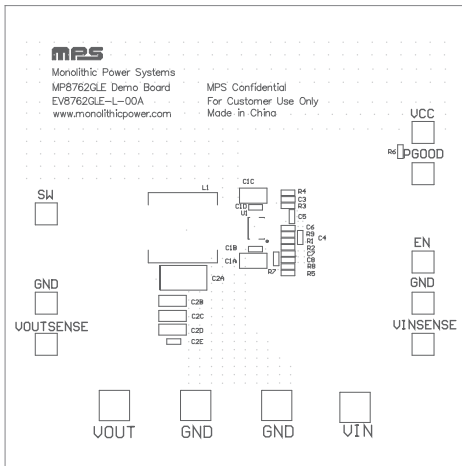 mps
Monolithic Power Systems
MP8762GLE Demo Board
EV8762GLE-L-00A
www.monolithicpower.com
MPS Confidential
For Customer Use Only
Made in China
VCC
R6
PGOOD
L1
C1C
R4
C3
R3
C1D
U1
C5
SW
C6
R9
R1
C4
R2
C7
C8
R8
R5
C1B
C1A
R7
EN
C2A
GND
GND
C2B
C2C
VOUTSENSE
VINSENSE
C2D
C2E
VOUT
GND
GND
VIN